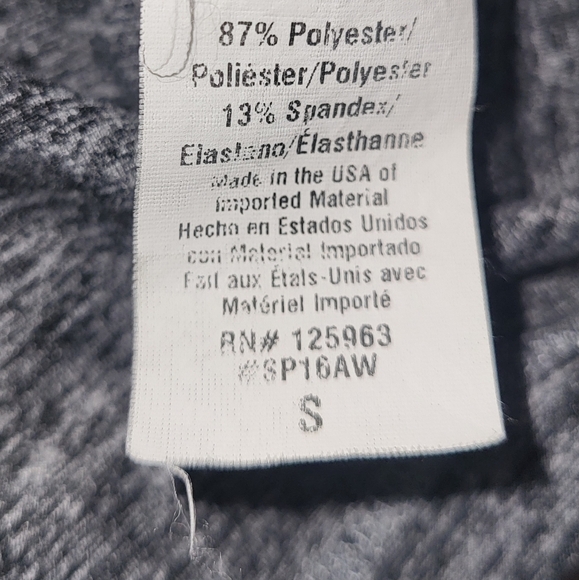 87% Polyester/
Poliéster/Polyester
13% Spandex/
Elastano/Élasthanne
Made in the USA of
Imported Material
Hecho en Estados Unidos
con Material Importado
Fait aux États-Unis avec
Matériel Importé
RN# 125963
#SP16AW
S